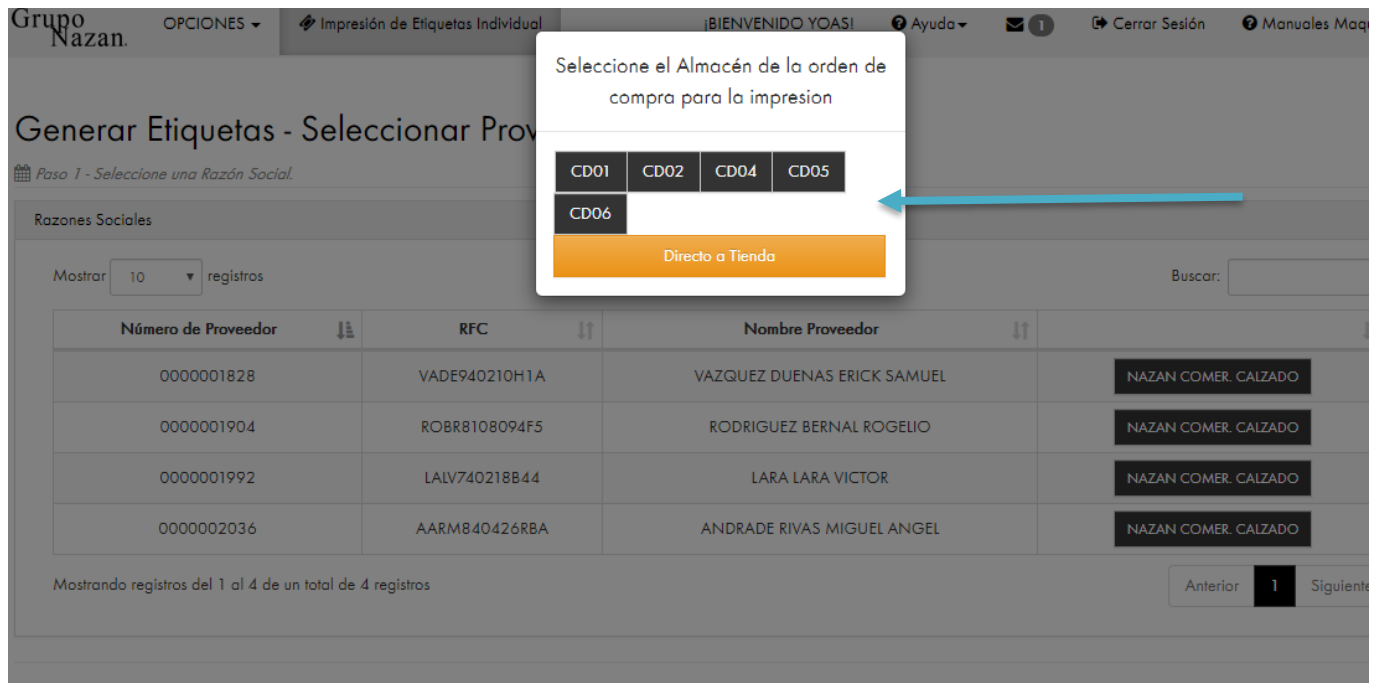 Grupo
Nazan.
OPCIONES
Impresión de Etiquetas Individual
¡BIENVENIDO YOAS!
Ayuda
1
Cerrar Sesión
Manuales Maqu
Seleccione el Almacén de la orden de
compra para la impresion
Generar Etiquetas - Seleccionar Prov
Paso 1 - Seleccione una Razón Social.
CD01 CD02 CD04 CD05
CD06
Directo a Tienda
Razones Sociales
Mostrar 10 registros
Buscar:
Número de Proveedor RFC Nombre Proveedor
0000001828 VADE940210H1A VAZQUEZ DUENAS ERICK SAMUEL NAZAN COMER. CALZADO
0000001904 ROBR8108094F5 RODRIGUEZ BERNAL ROGELIO NAZAN COMER. CALZADO
0000001992 LALV740218B44 LARA LARA VICTOR NAZAN COMER. CALZADO
0000002036 AARM840426RBA ANDRADE RIVAS MIGUEL ANGEL NAZAN COMER. CALZADO
Mostrando registros del 1 al 4 de un total de 4 registros
Anterior 1 Siguiente